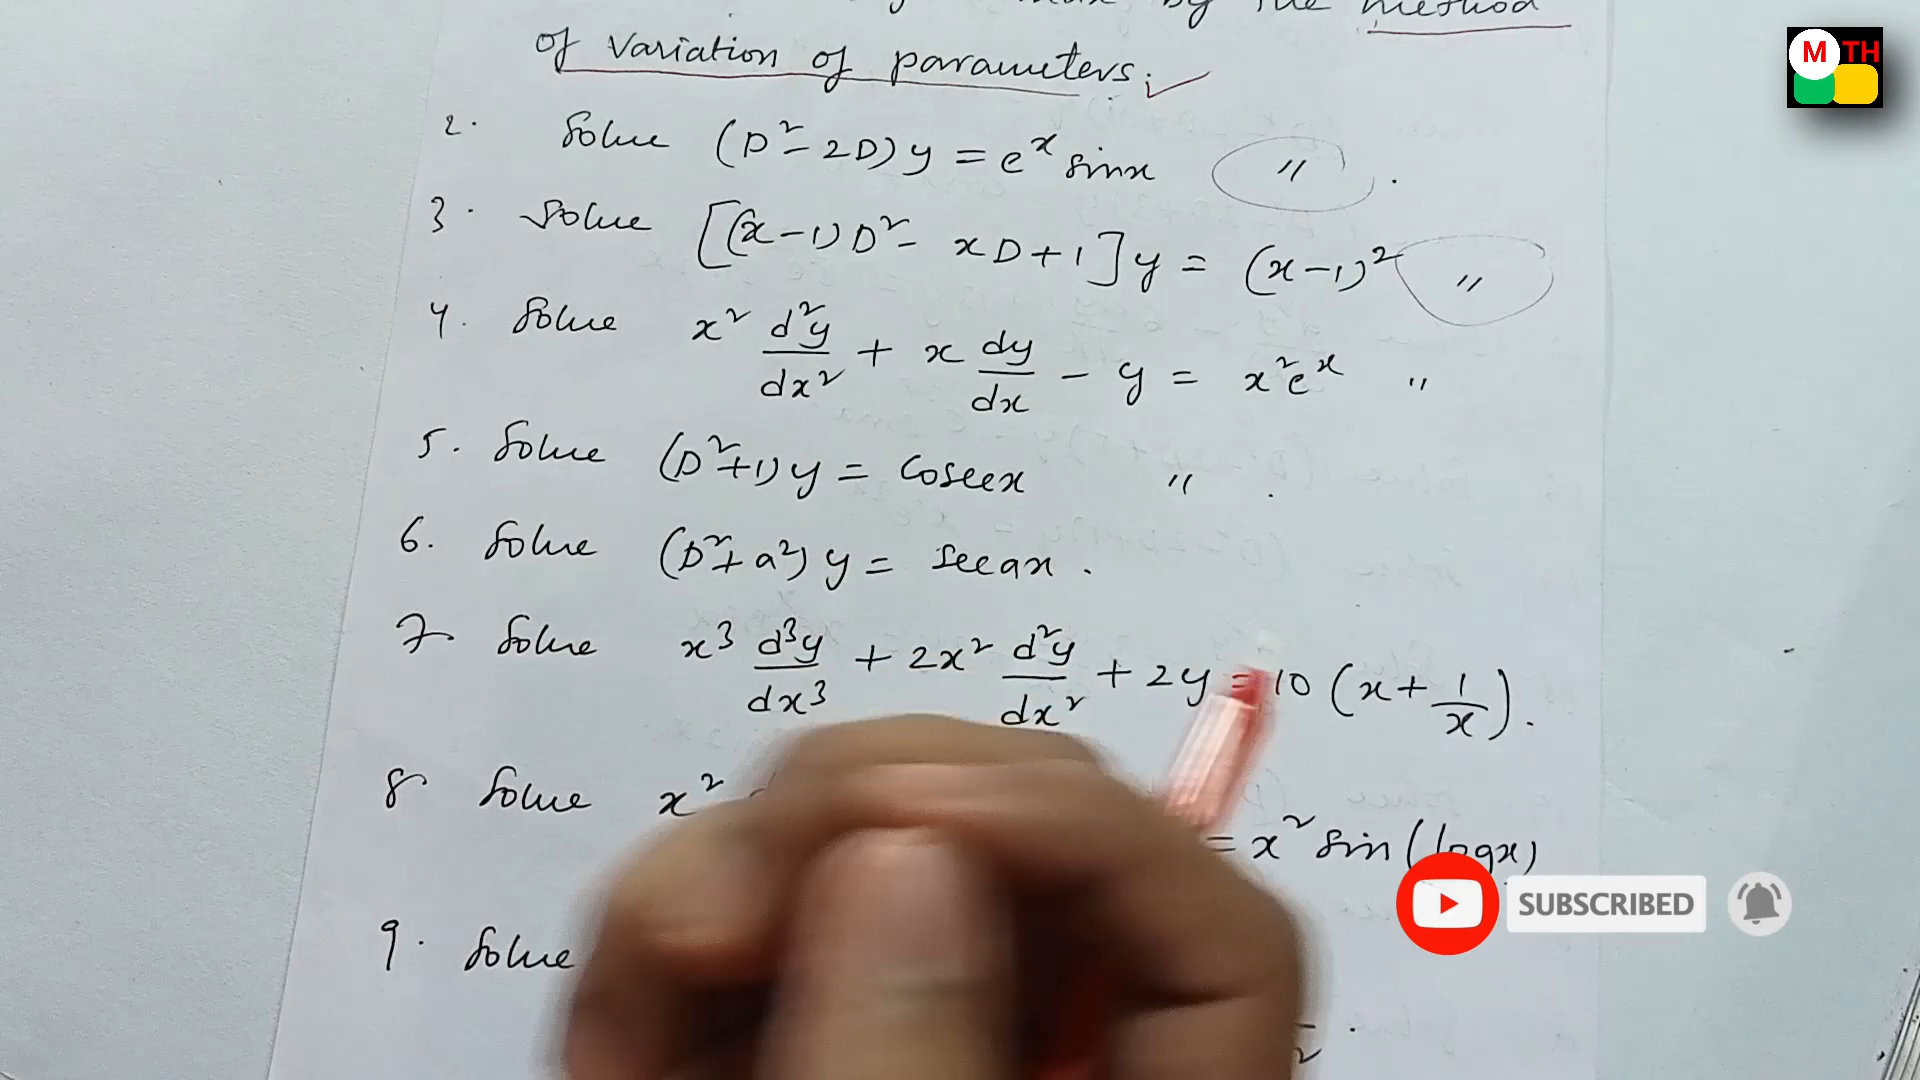 by the method
of variation of parameters. ✓
2. Solve (D² - 2D)y = eˣ sinx 〃 .
3. Solve [(x-1)D² - xD+1]y = (x-1)² 〃
4. Solve x² d²y/dx² + x dy/dx - y = x²eˣ 〃
5. Solve (D²+1)y = Cosecx 〃 .
6. Solve (D²+a²)y = Secax .
7 Solve x³ d³y/dx³ + 2x² d²y/dx² + 2y = 10 (x + 1/x).
8 Solve x² = x² Sin(logx)
9. Solve
M TH
SUBSCRIBED